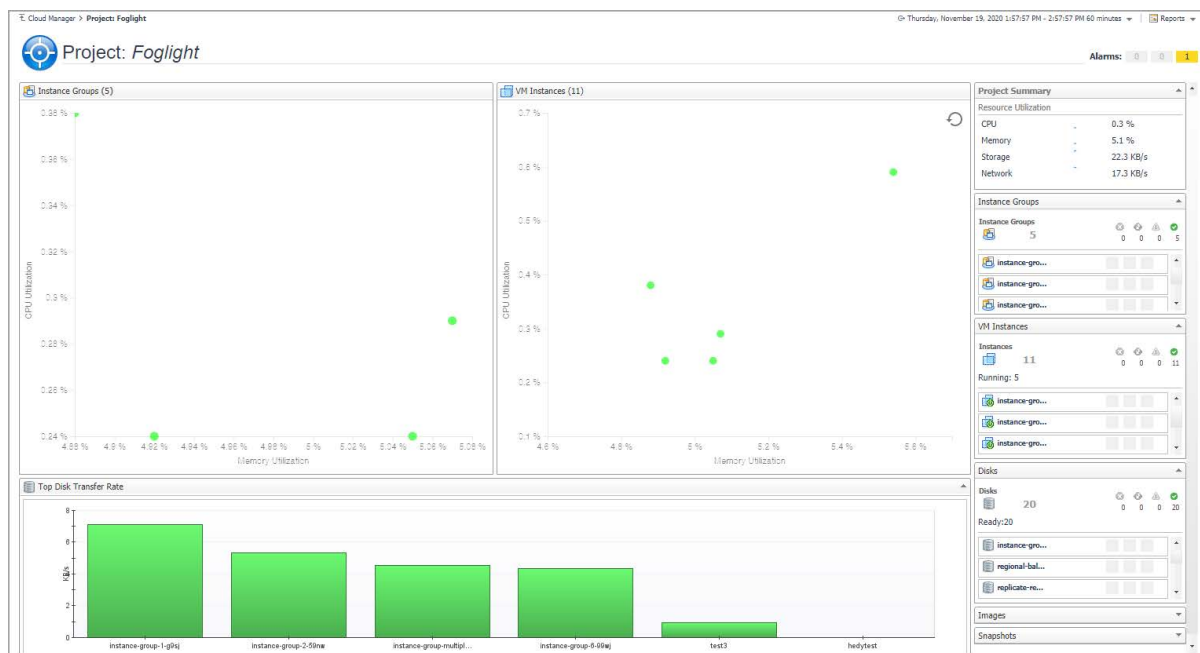 Cloud Manager > Project: Foglight
Thursday, November 19, 2020 1:57:57 PM - 2:57:57 PM 60 minutes
Reports
Project: Foglight
Alarms: 0 0 1
Instance Groups (5)
0.38 %
0.36 %
0.34 %
0.32 %
0.3 %
0.28 %
0.26 %
0.24 %
CPU Utilization
4.88 % 4.9 % 4.92 % 4.94 % 4.96 % 4.98 % 5 % 5.02 % 5.04 % 5.06 % 5.08 %
Memory Utilization
VM Instances (11)
0.7 %
0.6 %
0.5 %
0.4 %
0.3 %
0.2 %
0.1 %
CPU Utilization
4.6 % 4.8 % 5 % 5.2 % 5.4 % 5.6 %
Memory Utilization
Top Disk Transfer Rate
8
6
2
0
KB/s
instance-group-1-g9sj instance-group-2-59nw instance-group-multipl... instance-group-6-99wj test3 hedytest
Project Summary
Resource Utilization
CPU 0.3 %
Memory 5.1 %
Storage 22.3 KB/s
Network 17.3 KB/s
Instance Groups
Instance Groups
5 0 0 0 5
instance-gro...
instance-gro...
instance-gro...
VM Instances
Instances
11 0 0 0 11
Running: 5
instance-gro...
instance-gro...
instance-gro...
Disks
Disks
20 0 0 0 20
Ready:20
instance-gro...
regional-bal...
replicate-re...
Images
Snapshots